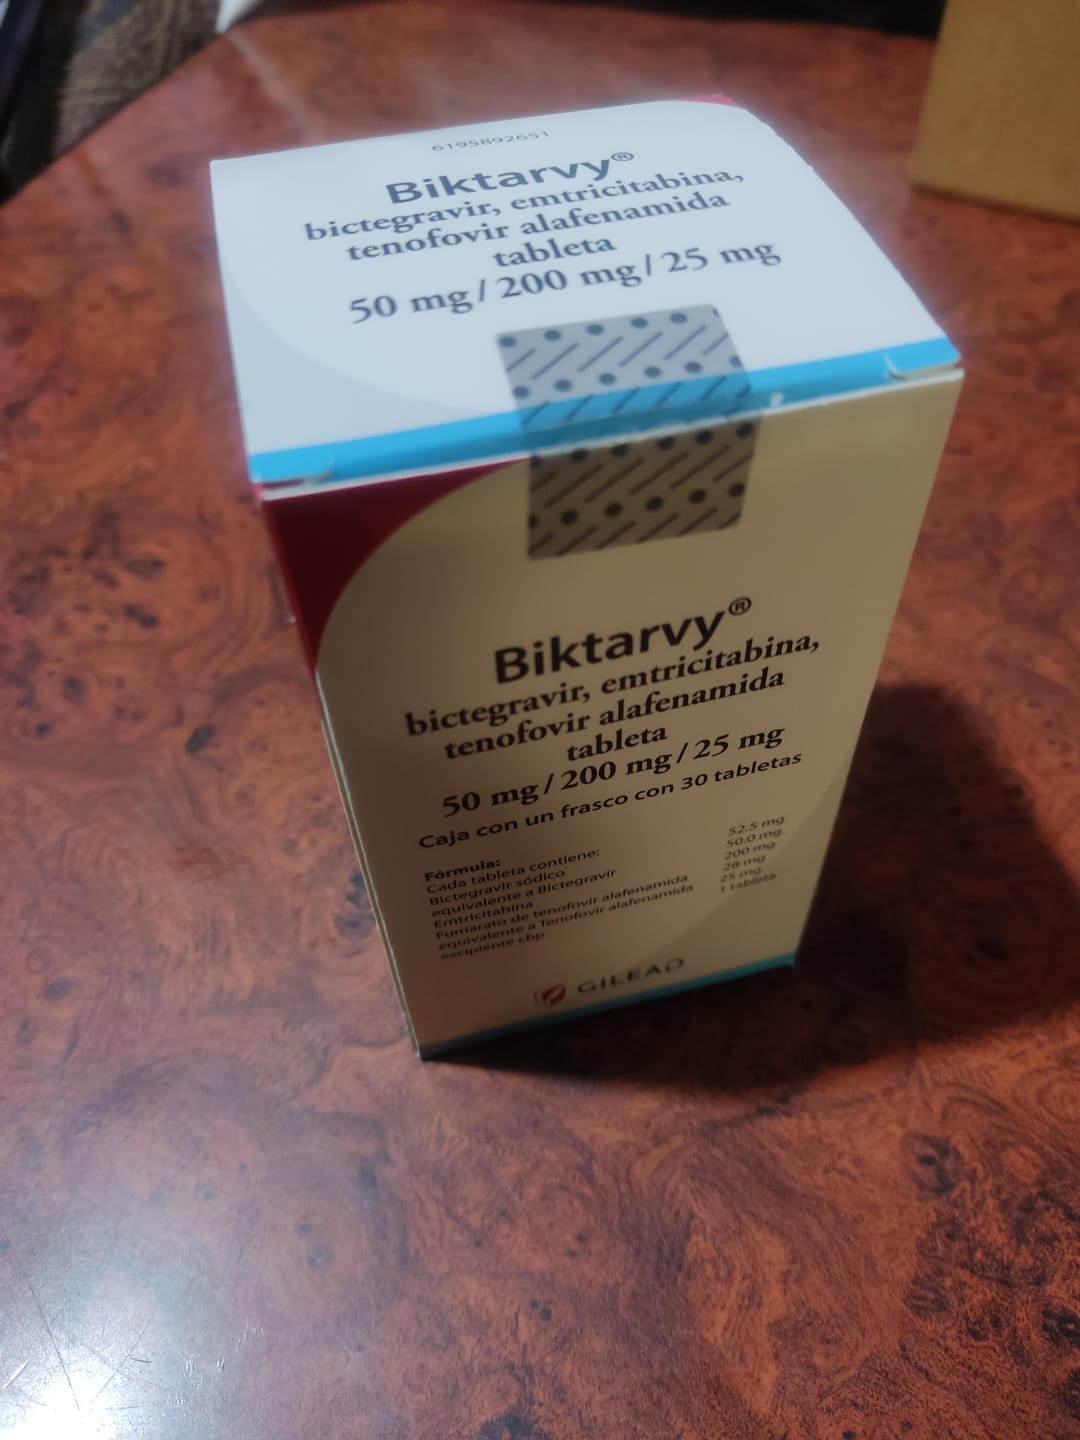 6195892651
Biktarvy®
bictegravir, emtricitabina,
tenofovir alafenamida
tableta
50 mg / 200 mg / 25 mg
Biktarvy®
bictegravir, emtricitabina,
tenofovir alafenamida
tableta
50 mg / 200 mg / 25 mg
Caja con un frasco con 30 tabletas
Fórmula:
Cada tableta contiene:
Bictegravir sódico 52.5 mg
equivalente a Bictegravir 50.0 mg
Emtricitabina 200 mg
Fumarato de tenofovir alafenamida 28 mg
equivalente a Tenofovir alafenamida 25 mg
excipiente cbp 1 tableta
GILEAD